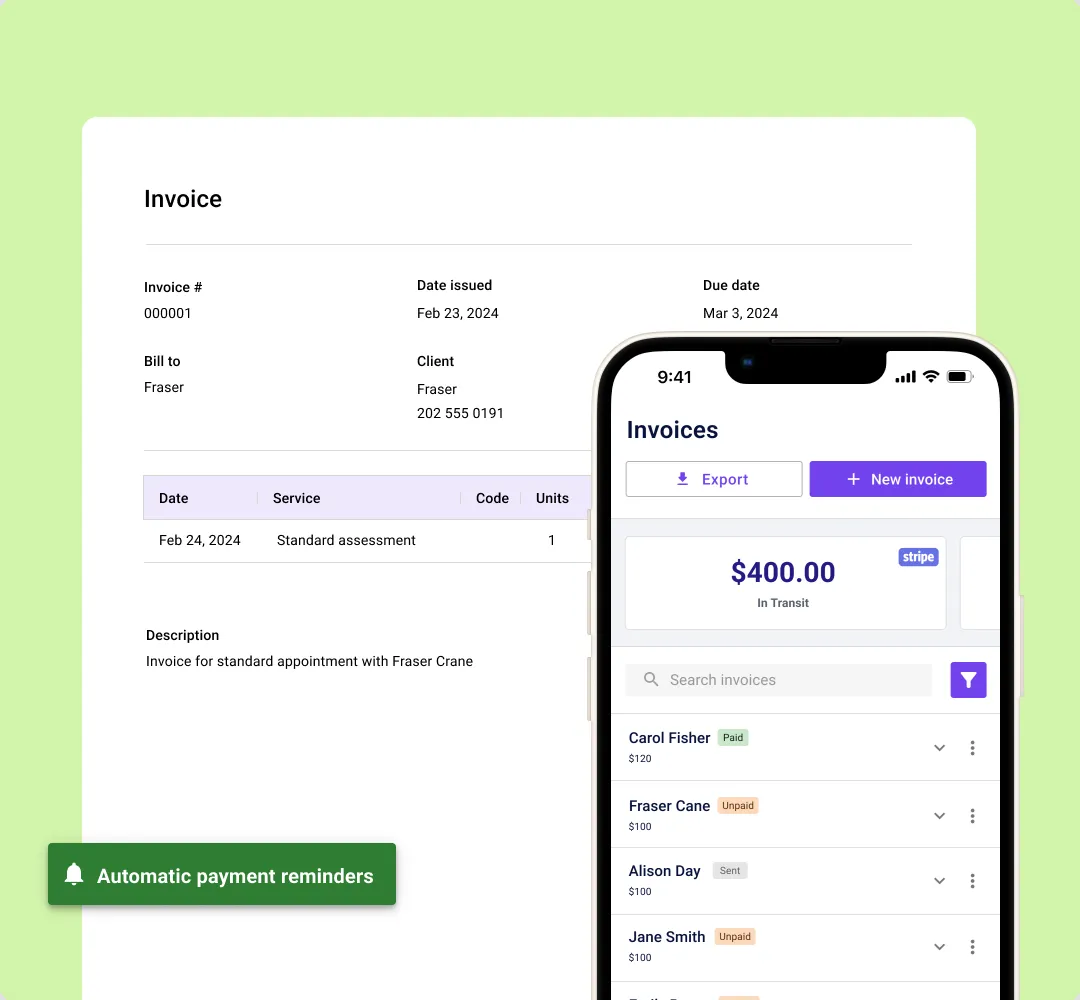 Invoice
Invoice #
000001
Date issued
Feb 23, 2024
Due date
Mar 3, 2024
Bill to
Fraser
Client
Fraser
202 555 0191
Date Service Code Units
Feb 24, 2024 Standard assessment 1
Description
Invoice for standard appointment with Fraser Crane
Automatic payment reminders
9:41
Invoices
Export
New invoice
stripe
$400.00
In Transit
Search invoices
Carol Fisher Paid
$120
Fraser Cane Unpaid
$100
Alison Day Sent
$100
Jane Smith Unpaid
$100